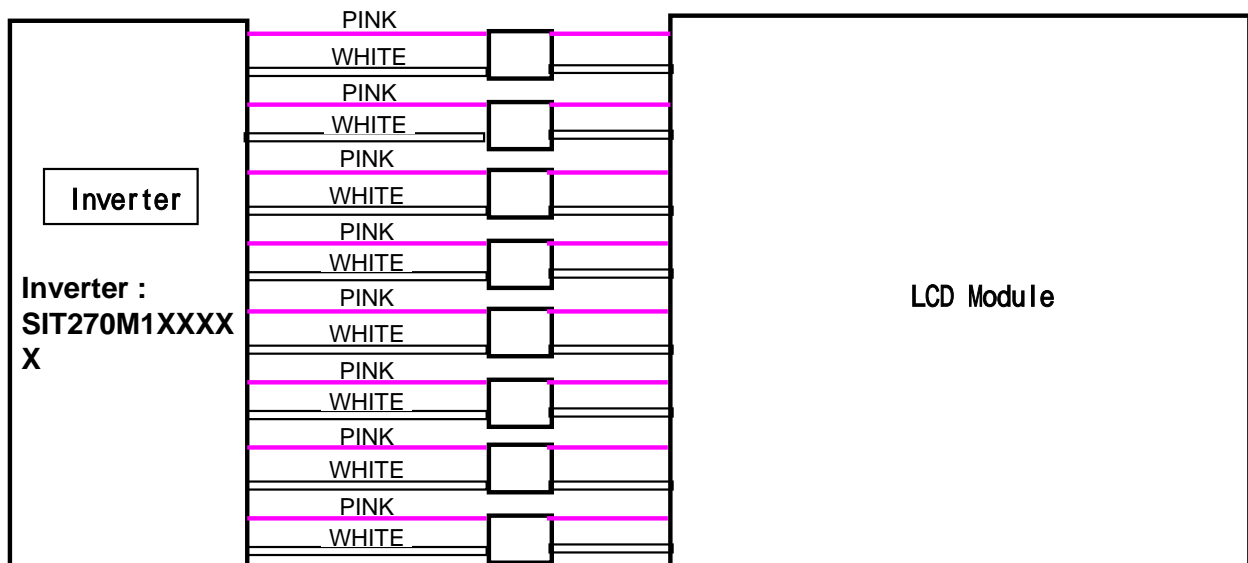 PINK
WHITE
PINK
WHITE
PINK
WHITE
PINK
WHITE
PINK
WHITE
PINK
WHITE
PINK
WHITE
PINK
WHITE
Inverter
Inverter :
SIT270M1XXXX
X
LCD Module